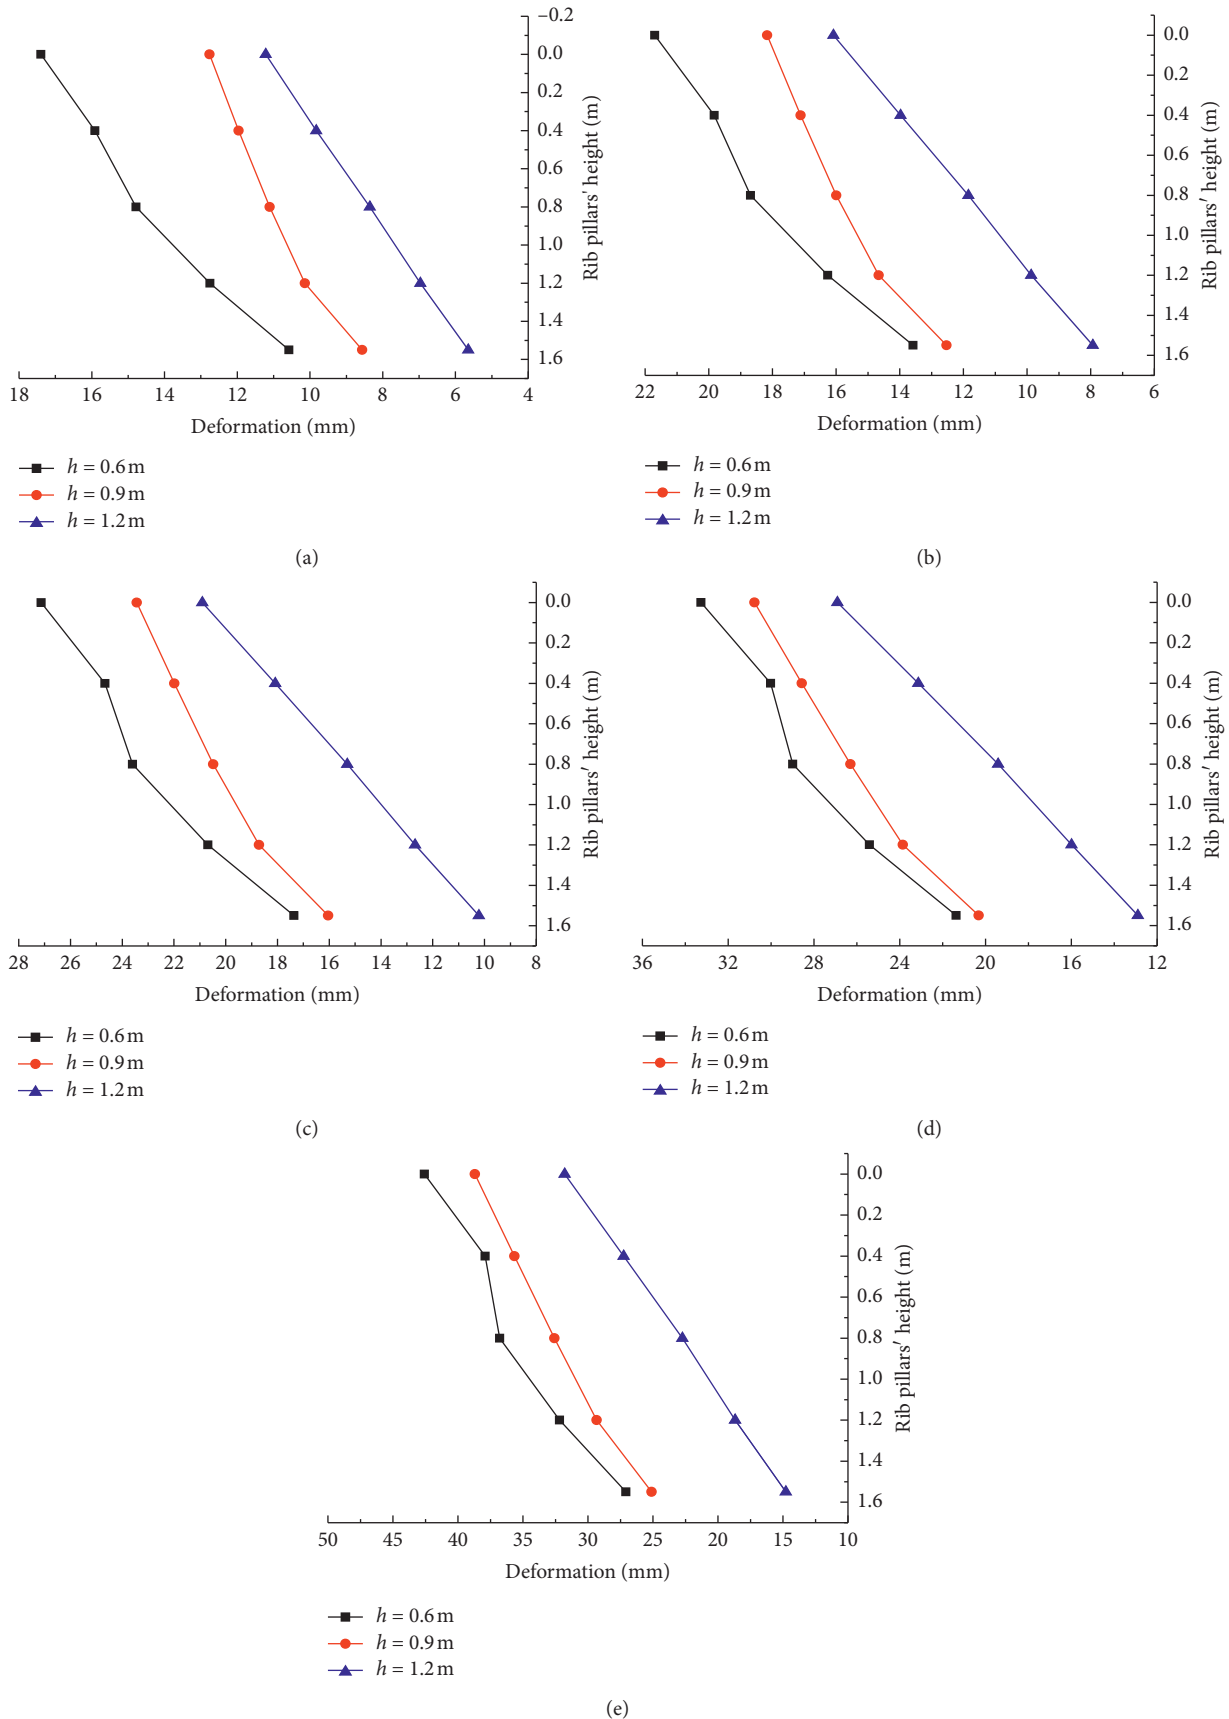 −0.2
0.0
0.2
0.4
0.6
0.8
1.0
1.2
1.4
1.6
Rib pillars' height (m)
18 16 14 12 10 8 6 4
Deformation (mm)
h = 0.6 m
h = 0.9 m
h = 1.2 m
(a)
0.0
0.2
0.4
0.6
0.8
1.0
1.2
1.4
1.6
Rib pillars' height (m)
22 20 18 16 14 12 10 8 6
Deformation (mm)
h = 0.6 m
h = 0.9 m
h = 1.2 m
(b)
0.0
0.2
0.4
0.6
0.8
1.0
1.2
1.4
1.6
Rib pillars' height (m)
28 26 24 22 20 18 16 14 12 10 8
Deformation (mm)
h = 0.6 m
h = 0.9 m
h = 1.2 m
(c)
0.0
0.2
0.4
0.6
0.8
1.0
1.2
1.4
1.6
Rib pillars' height (m)
36 32 28 24 20 16 12
Deformation (mm)
h = 0.6 m
h = 0.9 m
h = 1.2 m
(d)
0.0
0.2
0.4
0.6
0.8
1.0
1.2
1.4
1.6
Rib pillars' height (m)
50 45 40 35 30 25 20 15 10
Deformation (mm)
h = 0.6 m
h = 0.9 m
h = 1.2 m
(e)